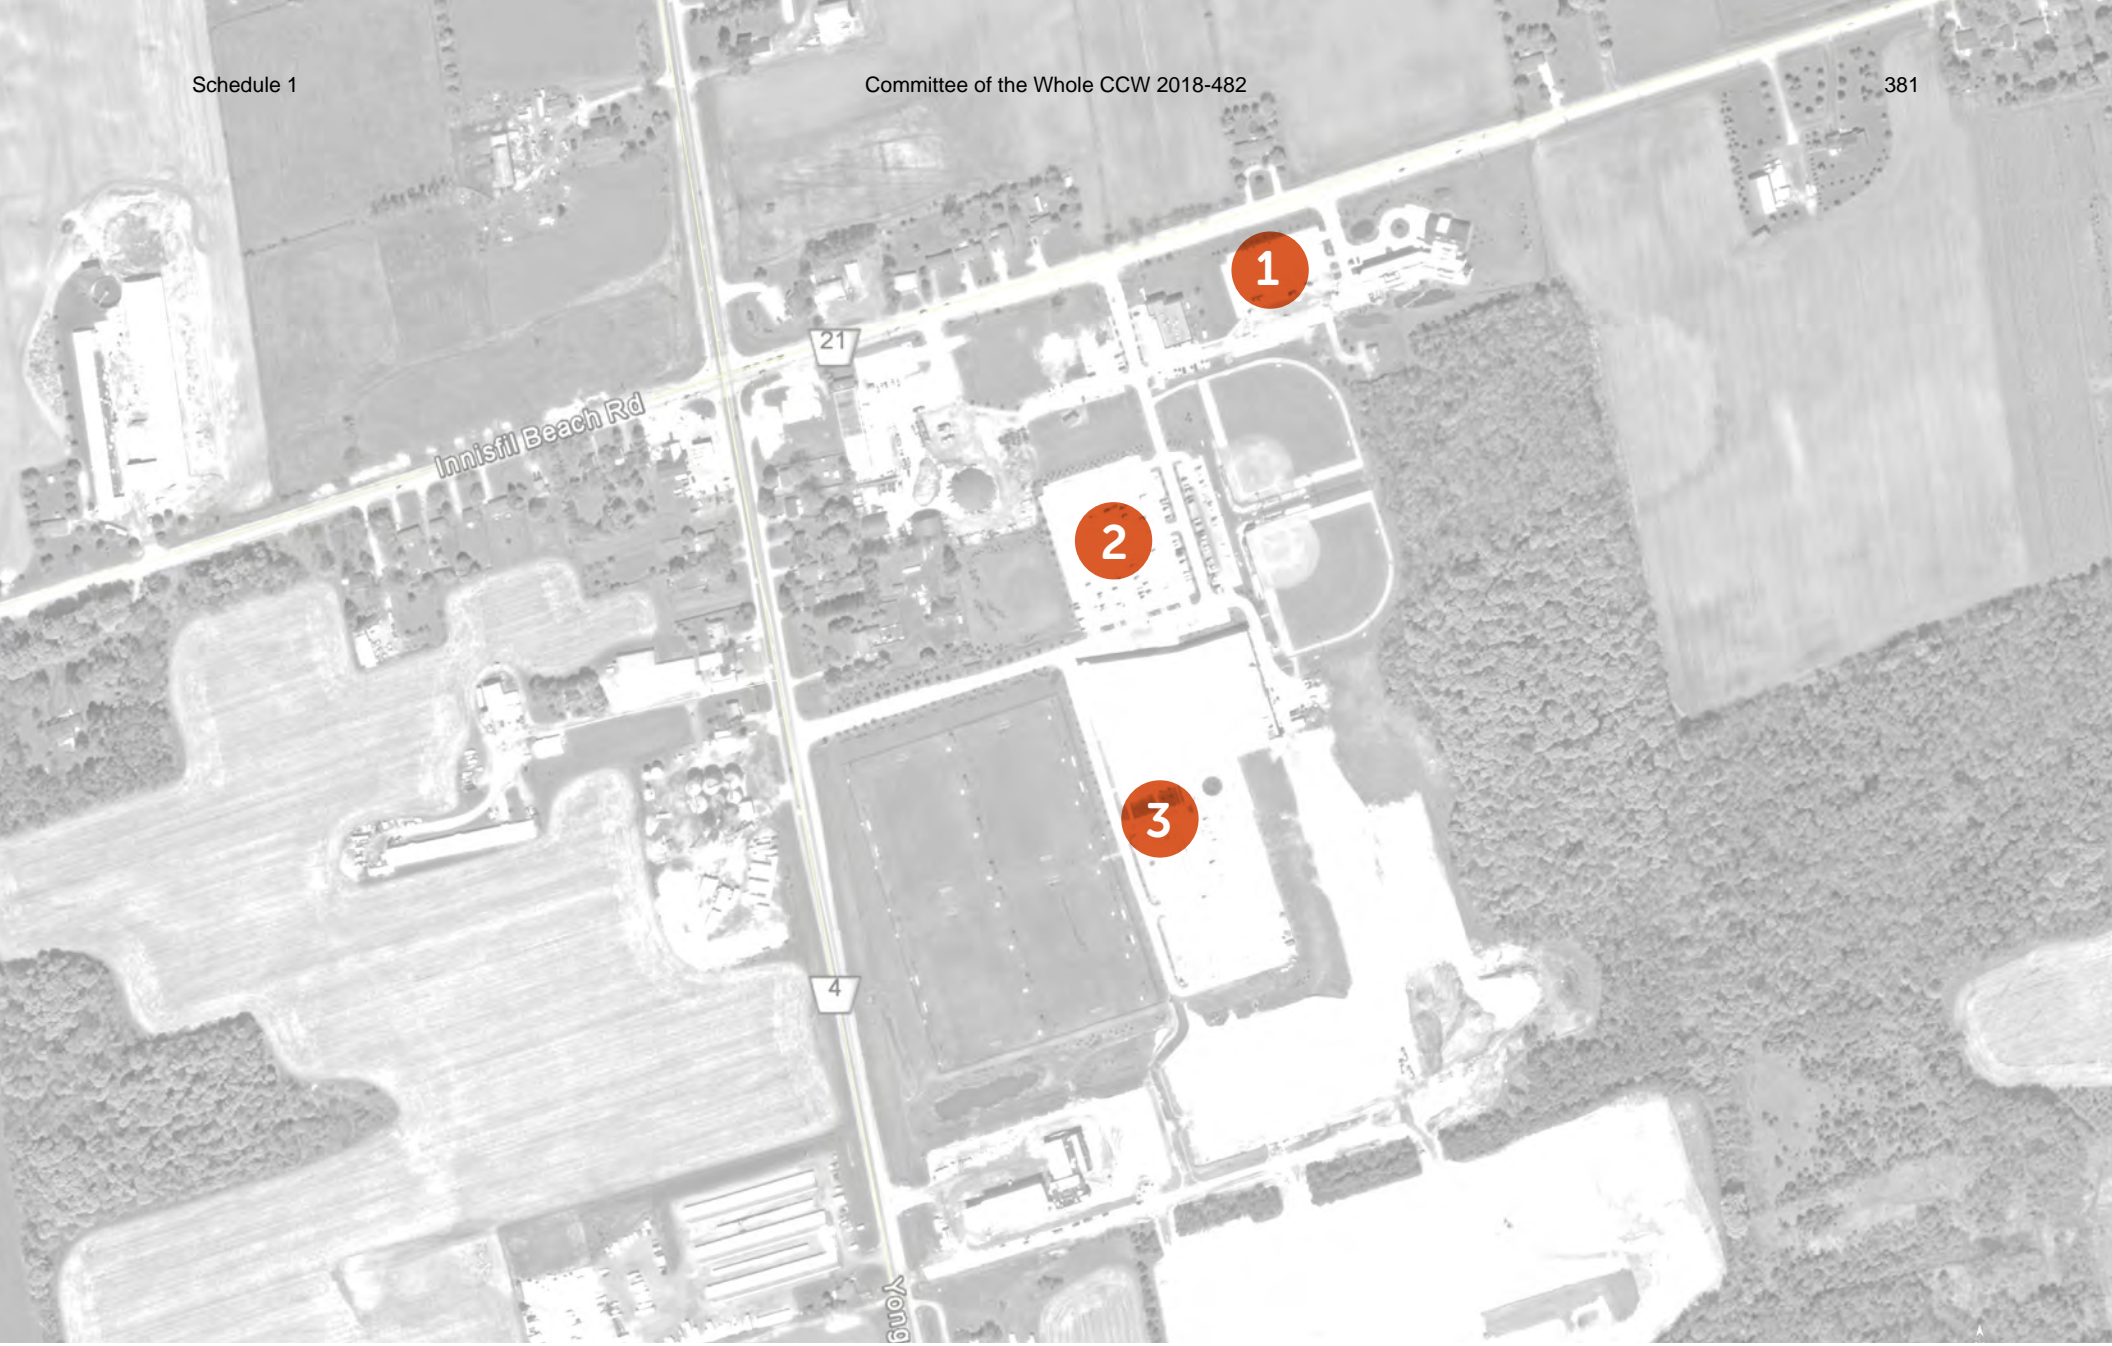 Schedule 1
Committee of the Whole CCW 2018-482
381
1
21
Innisfil Beach Rd
2
3
4
Yong